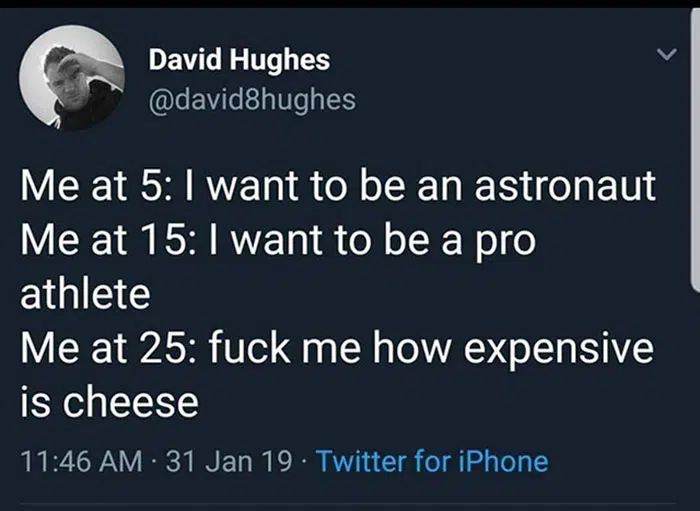 David Hughes
@david8hughes
Me at 5: I want to be an astronaut
Me at 15: I want to be a pro
athlete
Me at 25: fuck me how expensive
is cheese
11:46 AM · 31 Jan 19 · Twitter for iPhone